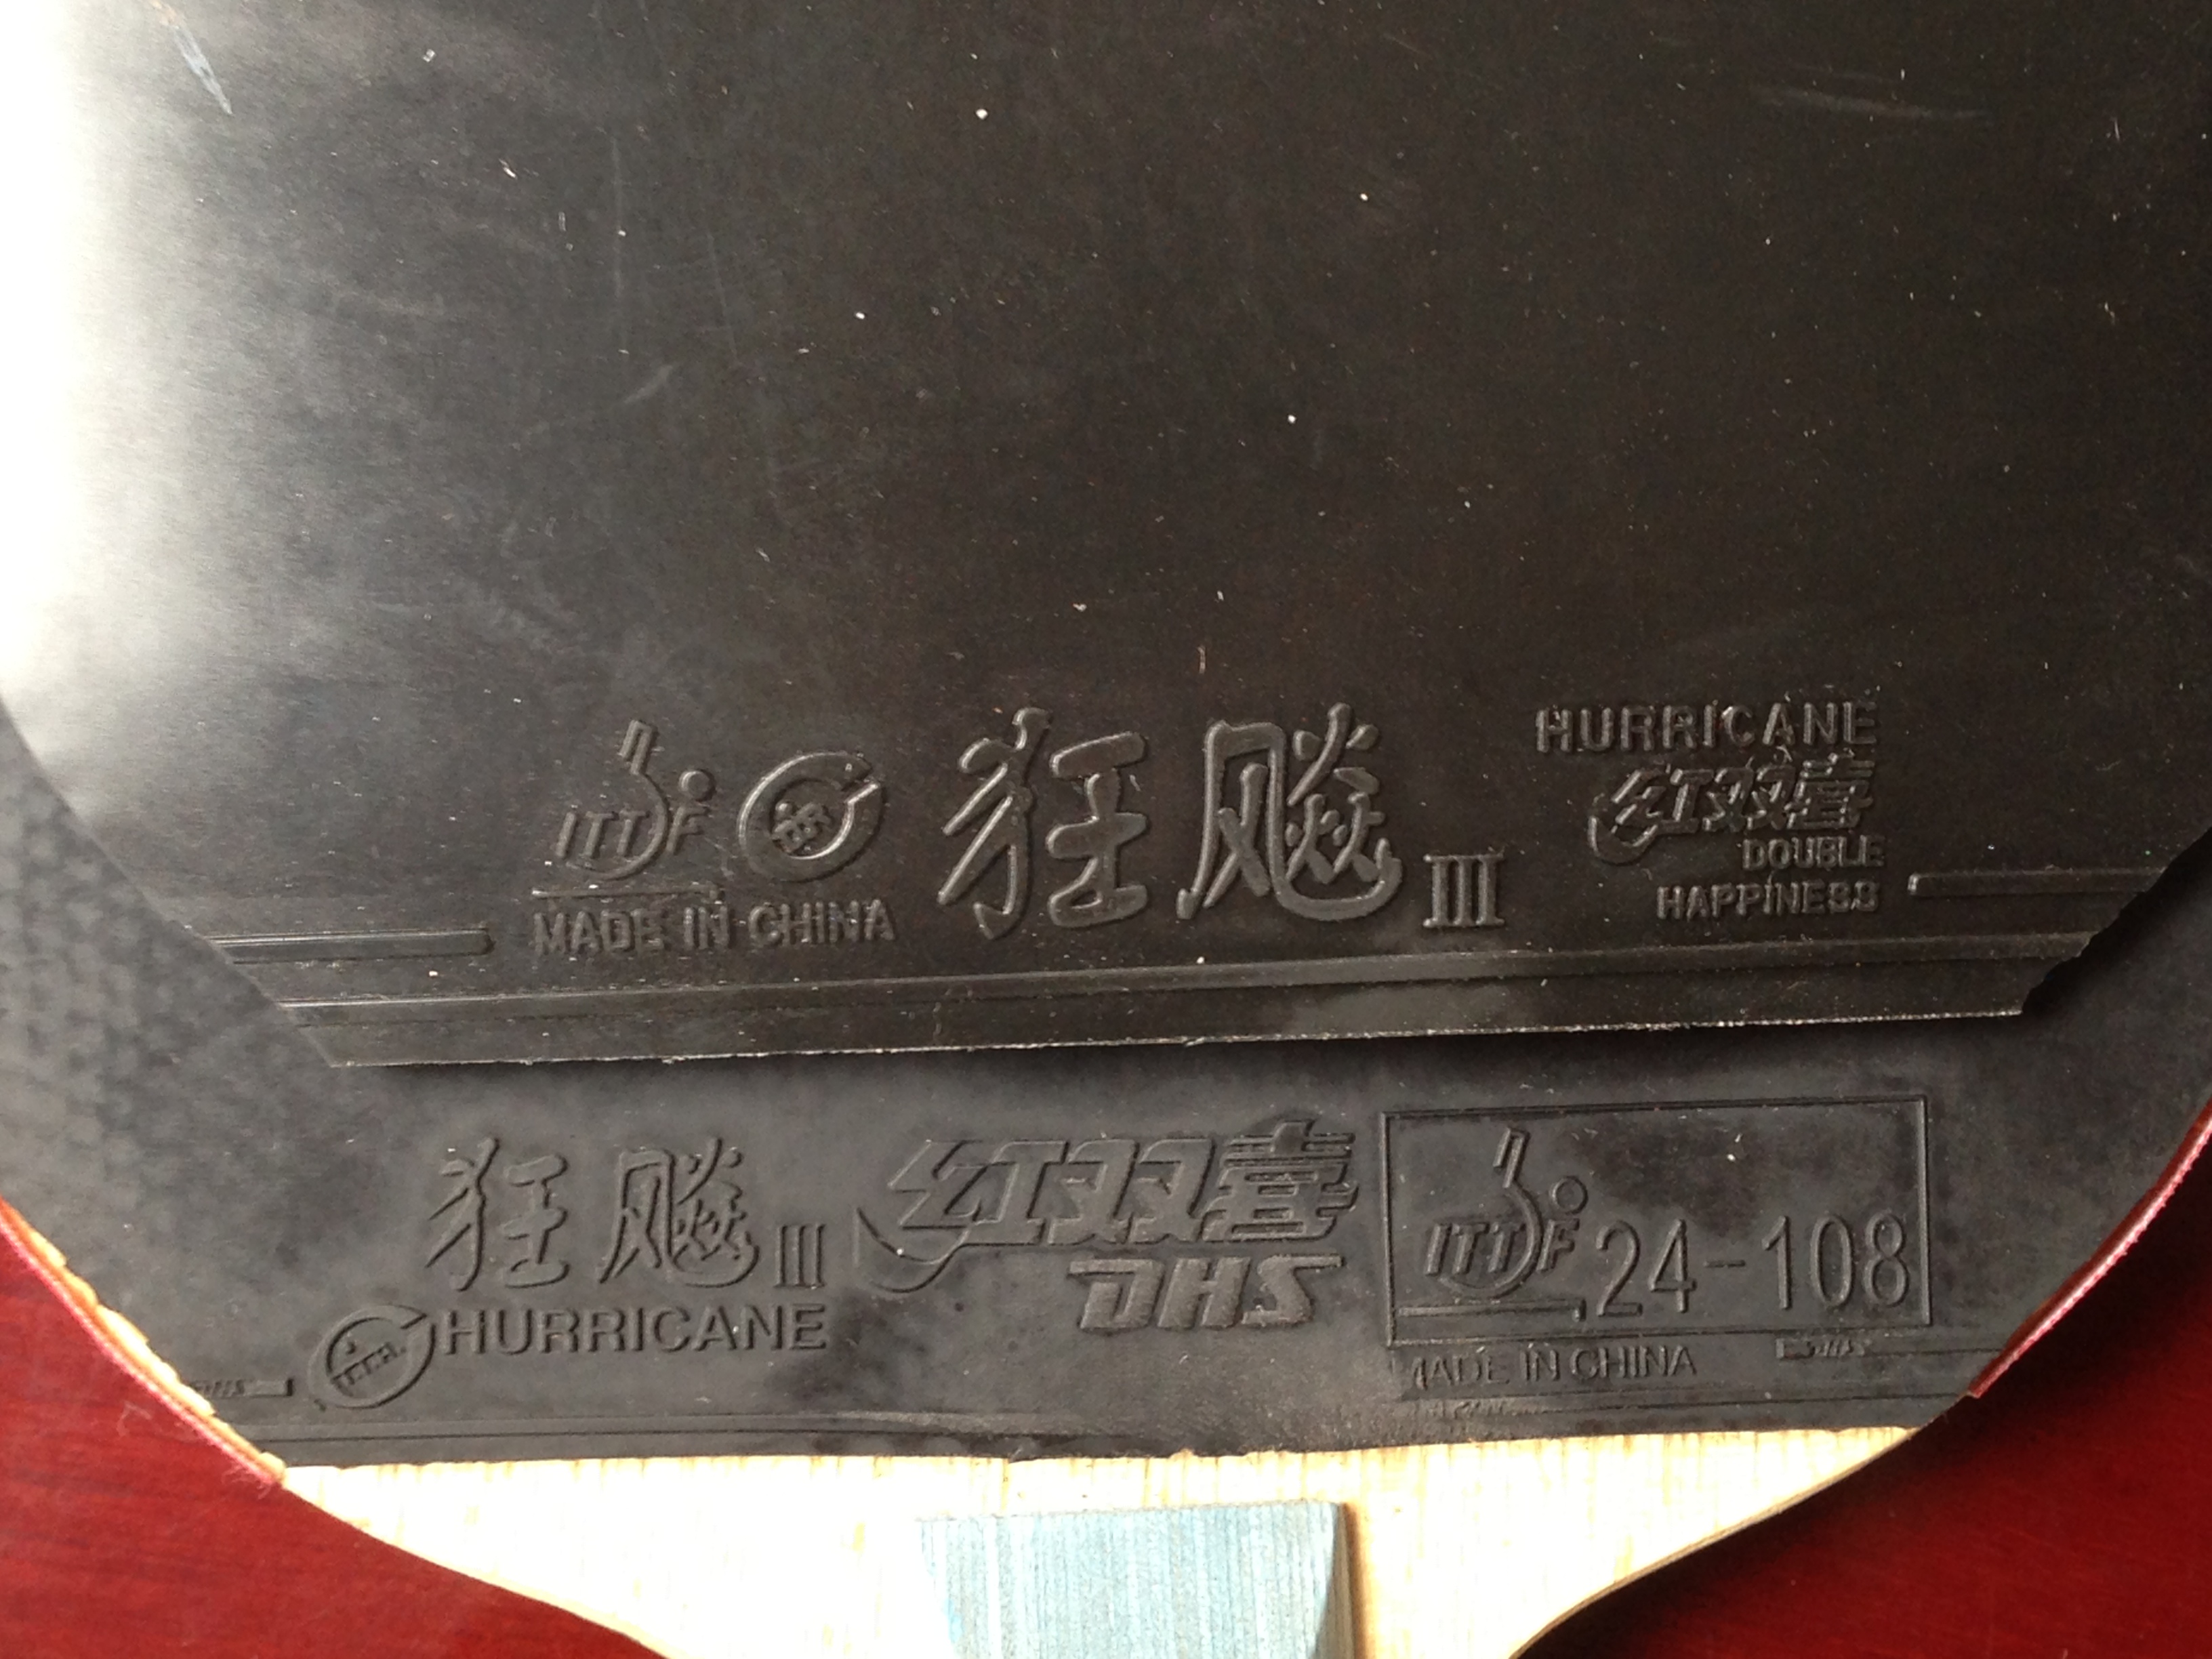 HURRICANE
ITTF
狂飚 III
红双喜
DOUBLE
HAPPINESS
MADE IN CHINA
狂飚 III
红双喜
DHS
ITTF 24-108
HURRICANE
MADE IN CHINA